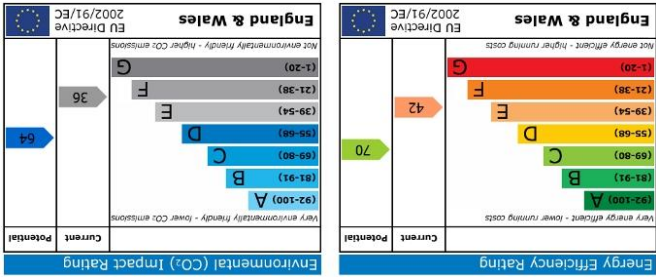 Energy Efficiency Rating
Current
Potential
Very energy efficient - lower running costs
(92-100) A
(81-91) B
(69-80) C
(55-68) D
(39-54) E
(21-38) F
(1-20) G
42
70
Not energy efficient - higher running costs
England & Wales
EU Directive
2002/91/EC
Environmental (CO₂) Impact Rating
Current
Potential
Very environmentally friendly - lower CO₂ emissions
(92-100) A
(81-91) B
(69-80) C
(55-68) D
(39-54) E
(21-38) F
(1-20) G
36
64
Not environmentally friendly - higher CO₂ emissions
England & Wales
EU Directive
2002/91/EC